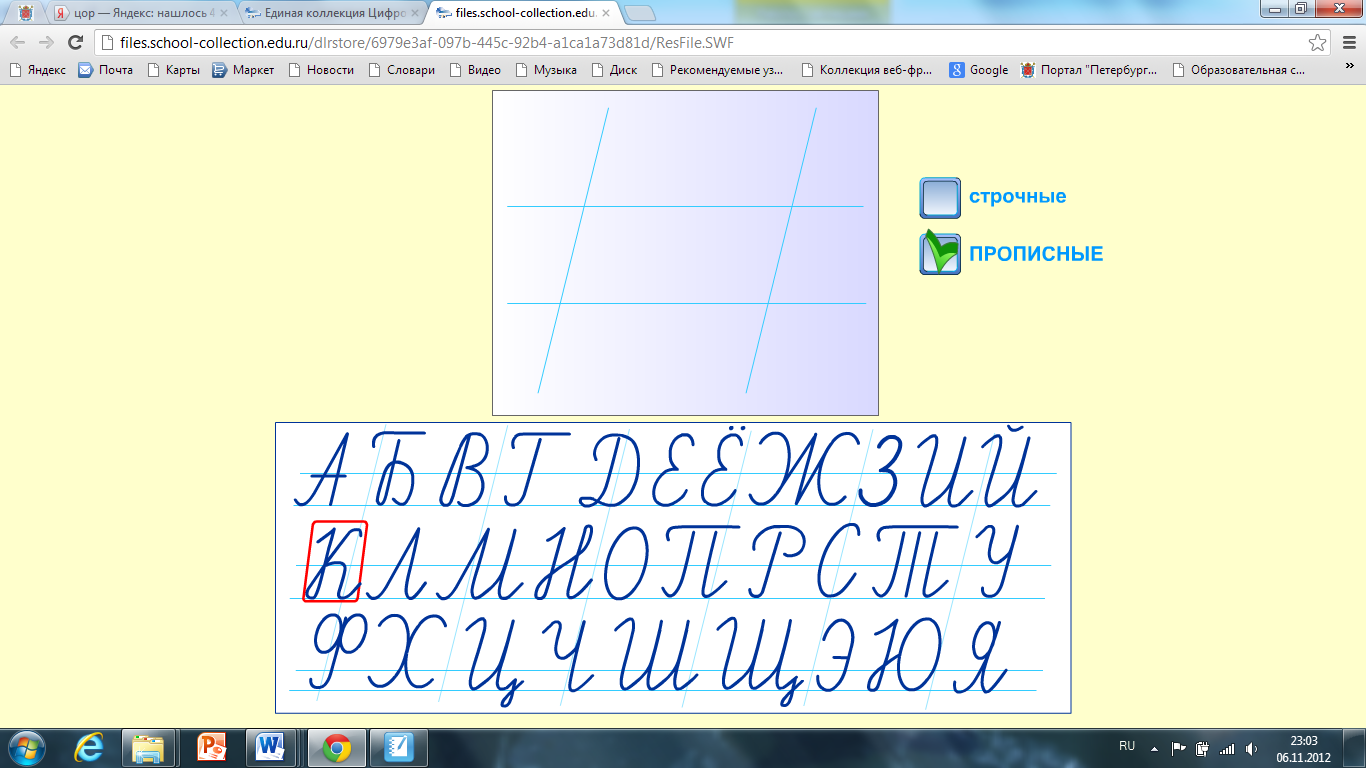 цор — Яндекс: нашлось 4
Единая коллекция Цифро
files.school-collection.edu.
files.school-collection.edu.ru/dlrstore/6979e3af-097b-445c-92b4-a1ca1a73d81d/ResFile.SWF
Яндекс Почта Карты Маркет Новости Словари Видео Музыка Диск Рекомендуемые уз... Коллекция веб-фр... Google Портал "Петербург... Образовательная с... »
строчные
ПРОПИСНЫЕ
А Б В Г Д Е Ё Ж З И Й
К Л М Н О П Р С Т У
Ф Х Ц Ч Ш Щ Э Ю Я
RU 23:03
06.11.2012